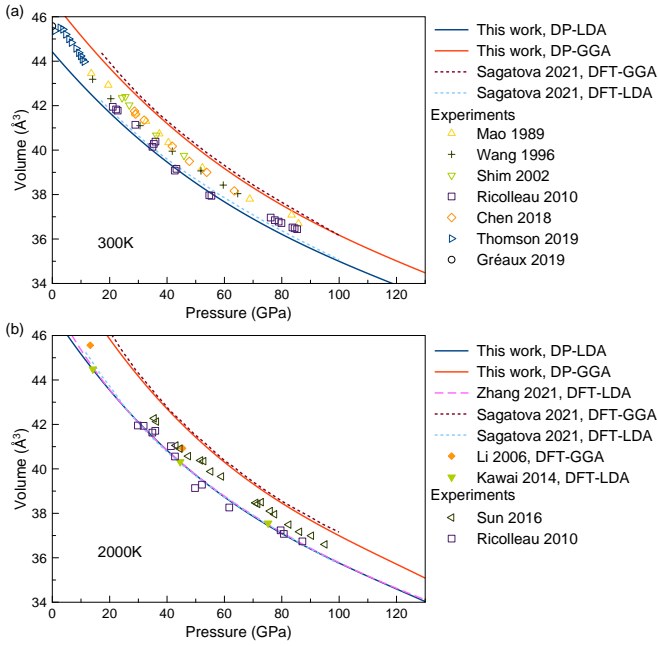 (a)
46
44
42
40
38
36
34
Volume (Å³)
300K
0
20
40
60
80
100
120
Pressure (GPa)
This work, DP-LDA
This work, DP-GGA
Sagatova 2021, DFT-GGA
Sagatova 2021, DFT-LDA
Experiments
Mao 1989
Wang 1996
Shim 2002
Ricolleau 2010
Chen 2018
Thomson 2019
Gréaux 2019
(b)
46
44
42
40
38
36
34
Volume (Å³)
2000K
0
20
40
60
80
100
120
Pressure (GPa)
This work, DP-LDA
This work, DP-GGA
Zhang 2021, DFT-LDA
Sagatova 2021, DFT-GGA
Sagatova 2021, DFT-LDA
Li 2006, DFT-GGA
Kawai 2014, DFT-LDA
Experiments
Sun 2016
Ricolleau 2010